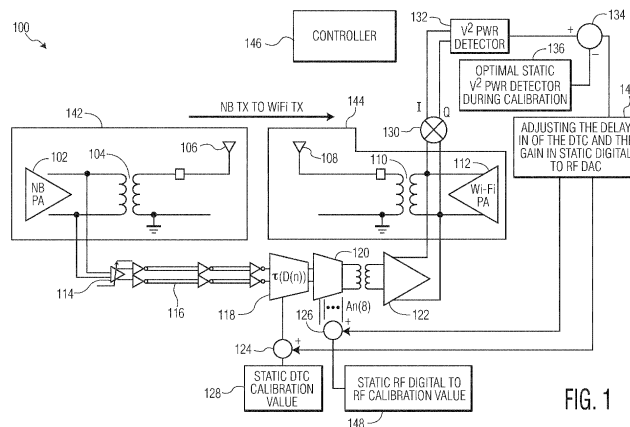 100
146
CONTROLLER
132
V² PWR
DETECTOR
+
134
−
136
OPTIMAL STATIC
V² PWR DETECTOR
DURING CALIBRATION
142
NB TX TO WiFi TX
144
I
Q
130
14
ADJUSTING THE DELAY
IN OF THE DTC AND THE
GAIN IN STATIC DIGITAL
TO RF DAC
102
NB
PA
104
106
108
110
112
Wi-Fi
PA
114
116
τ(D(n))
118
120
An(8)
122
126
+
124
+
128
STATIC DTC
CALIBRATION
VALUE
STATIC RF DIGITAL TO
RF CALIBRATION VALUE
148
FIG. 1